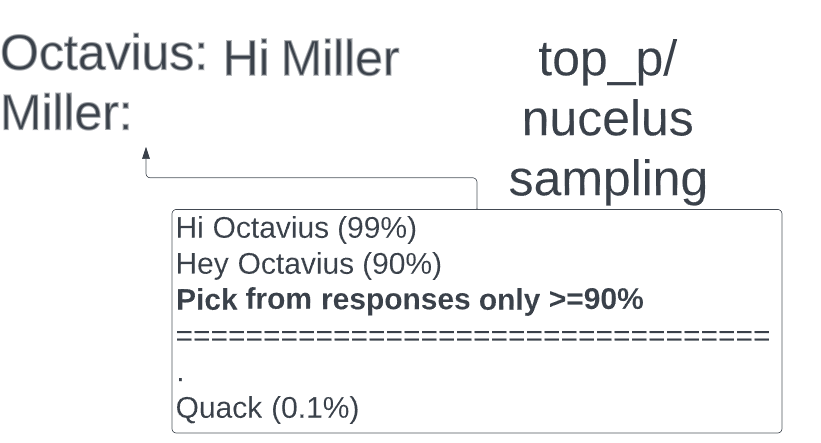 Octavius: Hi Miller
Miller:
top_p/
nucelus
sampling
Hi Octavius (99%)
Hey Octavius (90%)
Pick from responses only >=90%
==================================
.
Quack (0.1%)